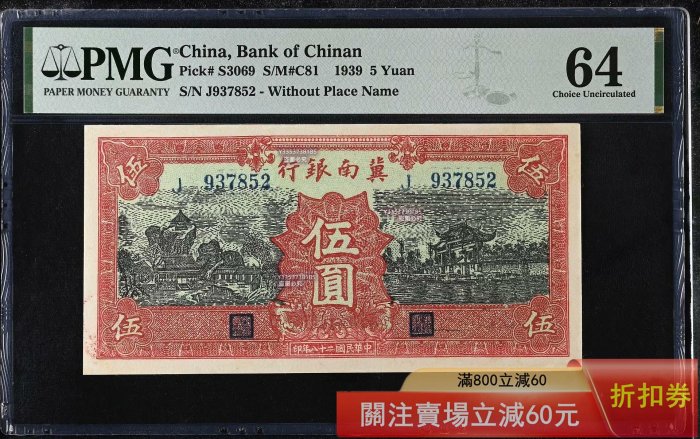 PMG
PAPER MONEY GUARANTY
China, Bank of Chinan
Pick# S3069 S/M#C81 1939 5 Yuan
S/N J937852 - Without Place Name
64
Choice Uncirculated
伍
伍
行銀南冀
J 937852
J 937852
伍圓
伍
伍
印年八十二國民華中
滿800立減60
關注賣場立減60元
折扣券